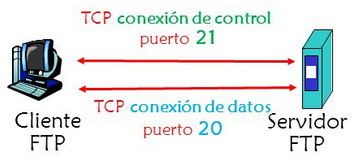 TCP conexión de control
puerto 21
TCP conexión de datos
puerto 20
Cliente
FTP
Servidor
FTP